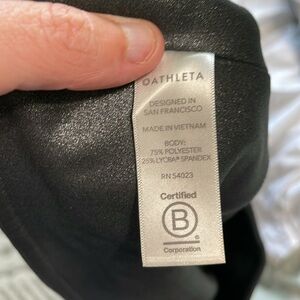 ATHLETA
DESIGNED IN
SAN FRANCISCO
MADE IN VIETNAM
BODY:
75% POLYESTER
25% LYCRA® SPANDEX
RN 54023
Certified
B
Corporation